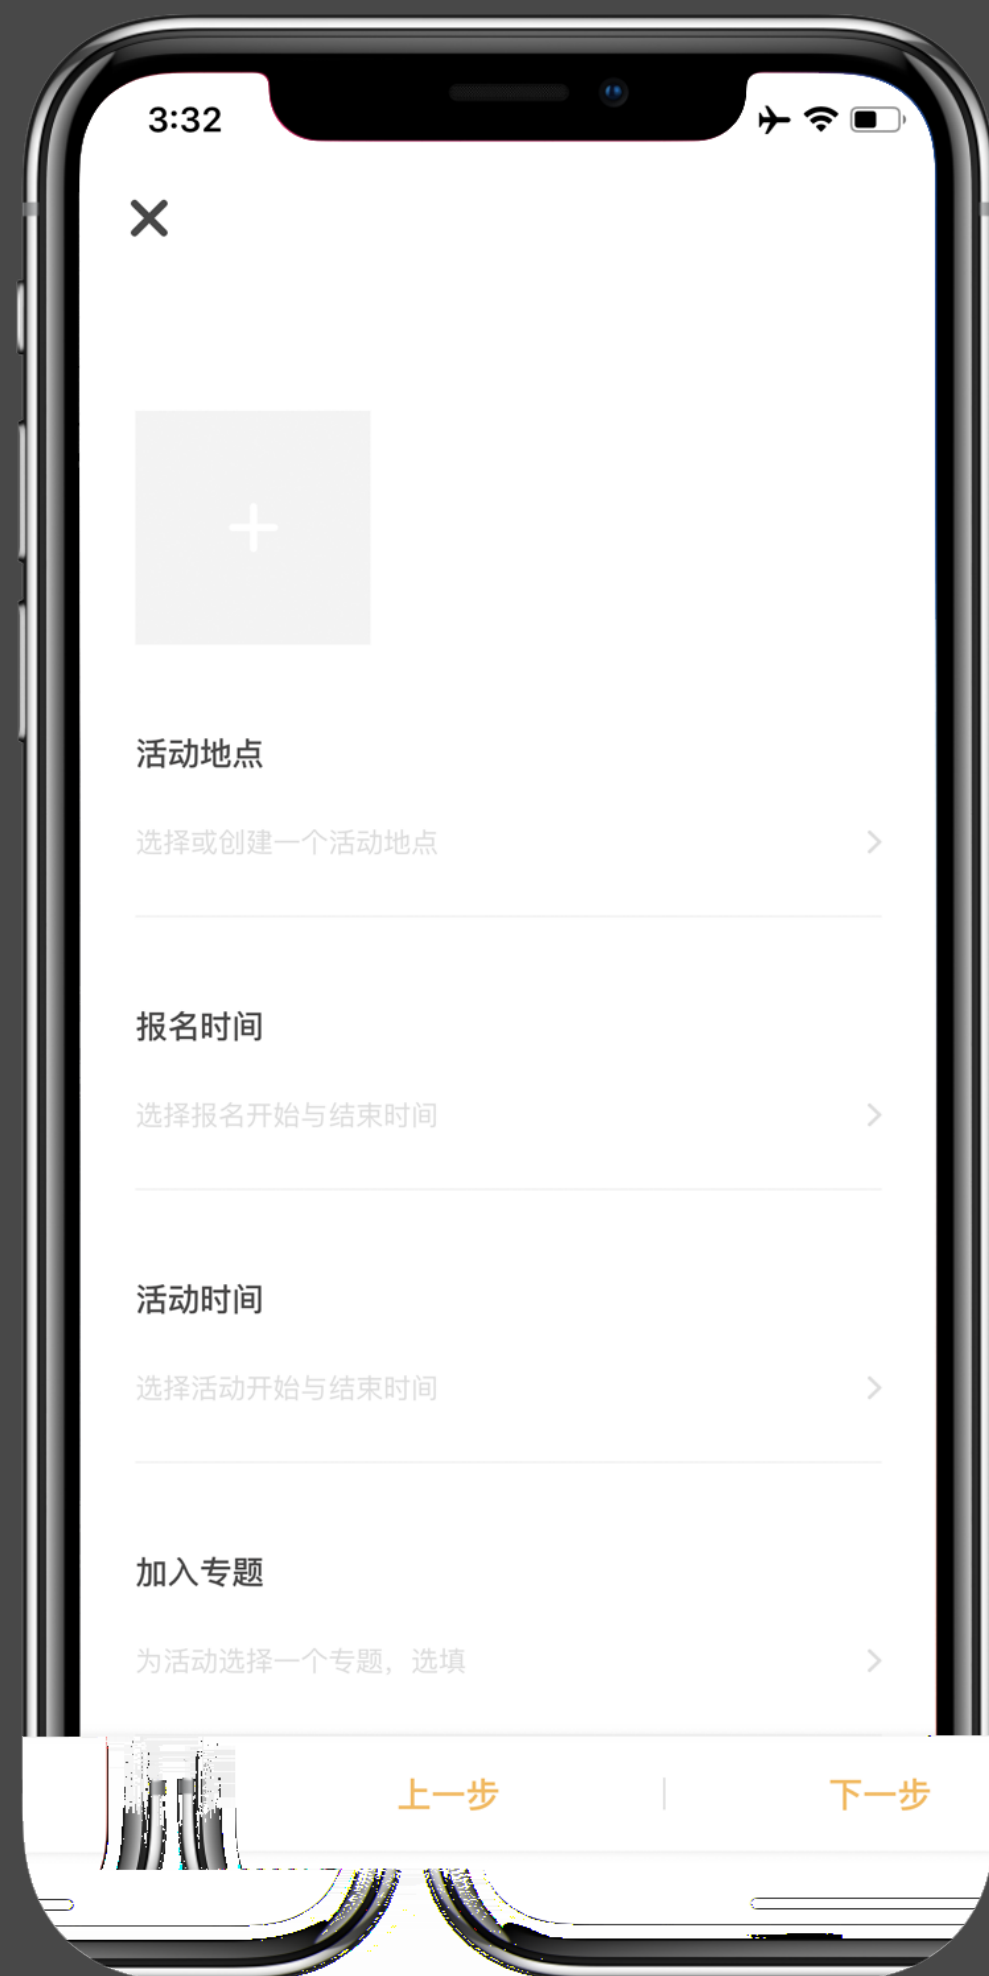 3:32
活动地点
选择或创建一个活动地点
报名时间
选择报名开始与结束时间
活动时间
选择活动开始与结束时间
加入专题
为活动选择一个专题，选填
上一步
下一步